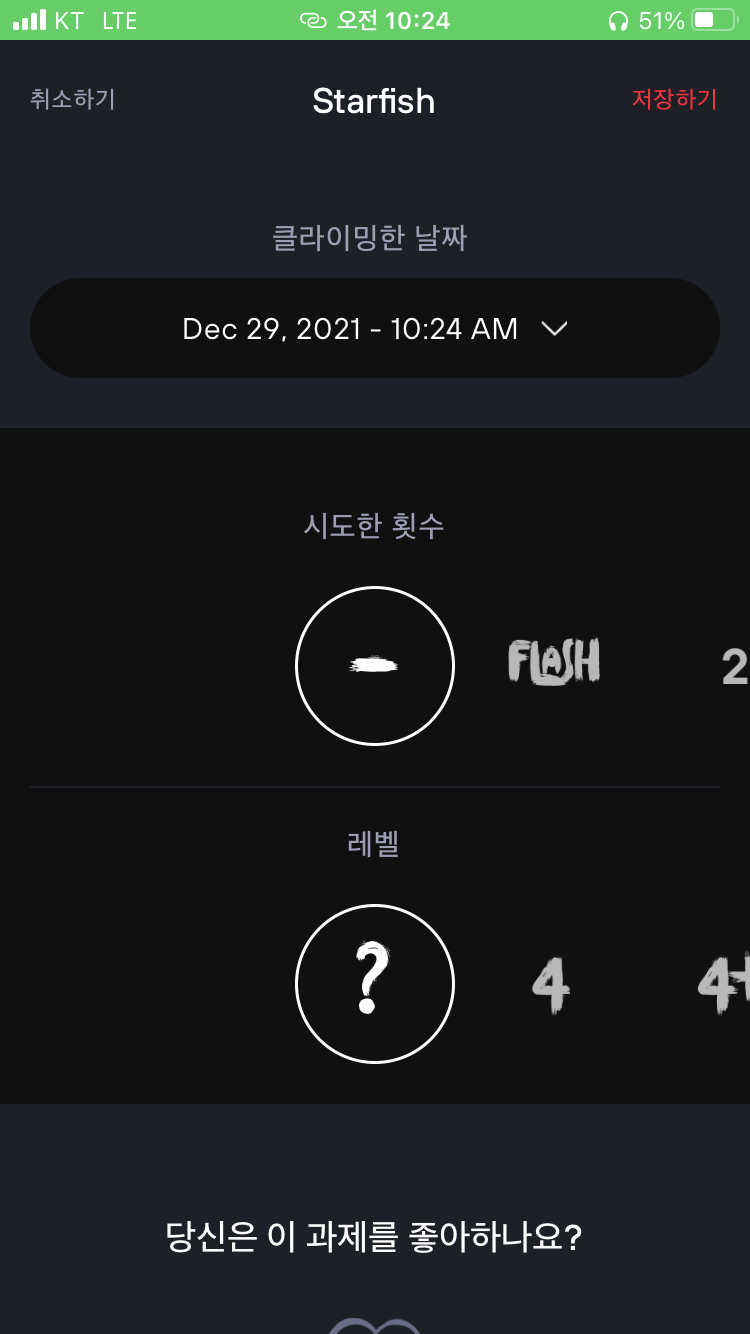 KT LTE 오전 10:24 51%
취소하기 Starfish 저장하기
클라이밍한 날짜
Dec 29, 2021 - 10:24 AM
시도한 횟수
- FLASH 2
레벨
? 4 4+
당신은 이 과제를 좋아하나요?